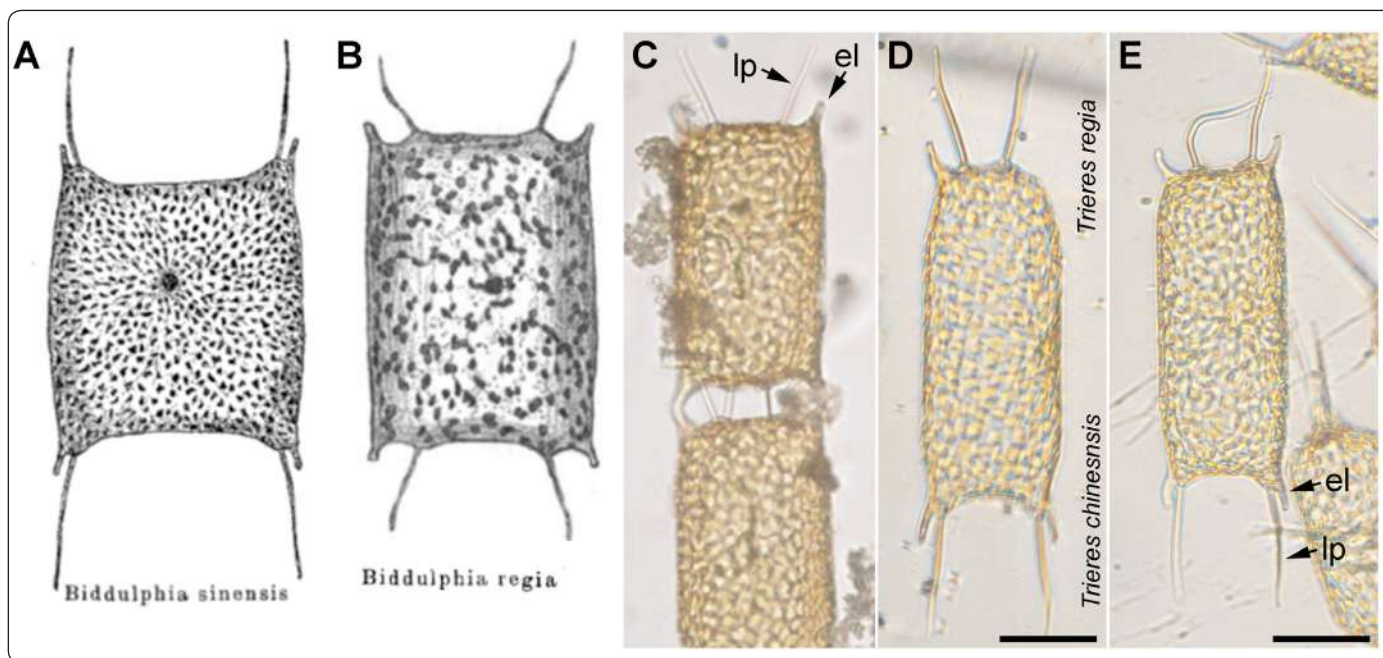 A
B
C
D
E
lp
el
Trieres regia
Trieres chinesnsis
el
lp
Biddulphia sinensis
Biddulphia regia